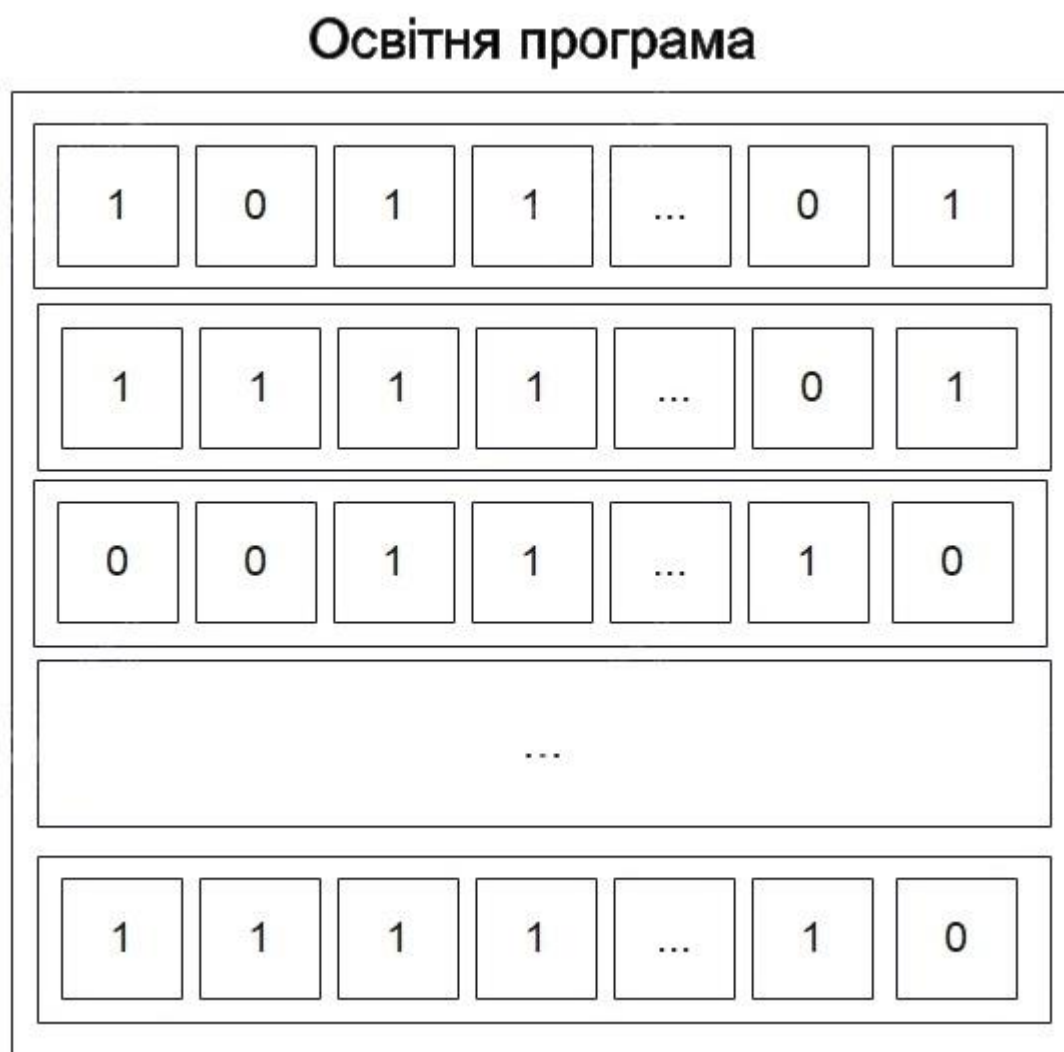 Освітня програма
1 0 1 1 ... 0 1
1 1 1 1 ... 0 1
0 0 1 1 ... 1 0
...
1 1 1 1 ... 1 0